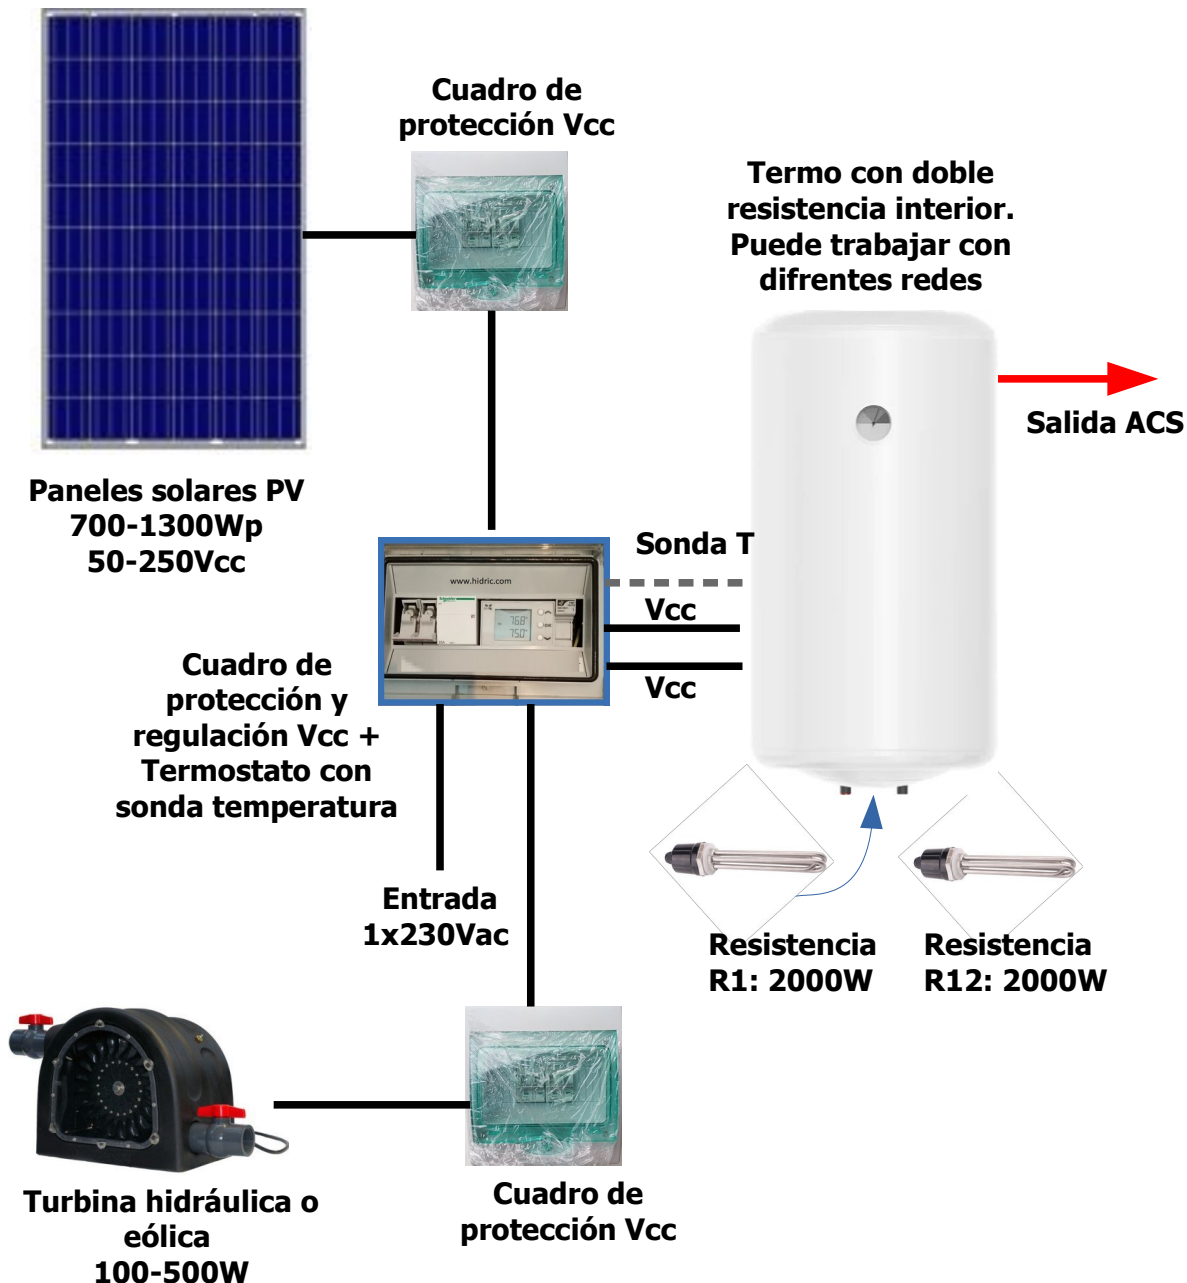 Cuadro de
protección Vcc
Termo con doble
resistencia interior.
Puede trabajar con
difrentes redes
Salida ACS
Paneles solares PV
700-1300Wp
50-250Vcc
Sonda T
www.hidric.com
Vcc
Vcc
Cuadro de
protección y
regulación Vcc +
Termostato con
sonda temperatura
Entrada
1x230Vac
Resistencia
R1: 2000W
Resistencia
R12: 2000W
Turbina hidráulica o
eólica
100-500W
Cuadro de
protección Vcc